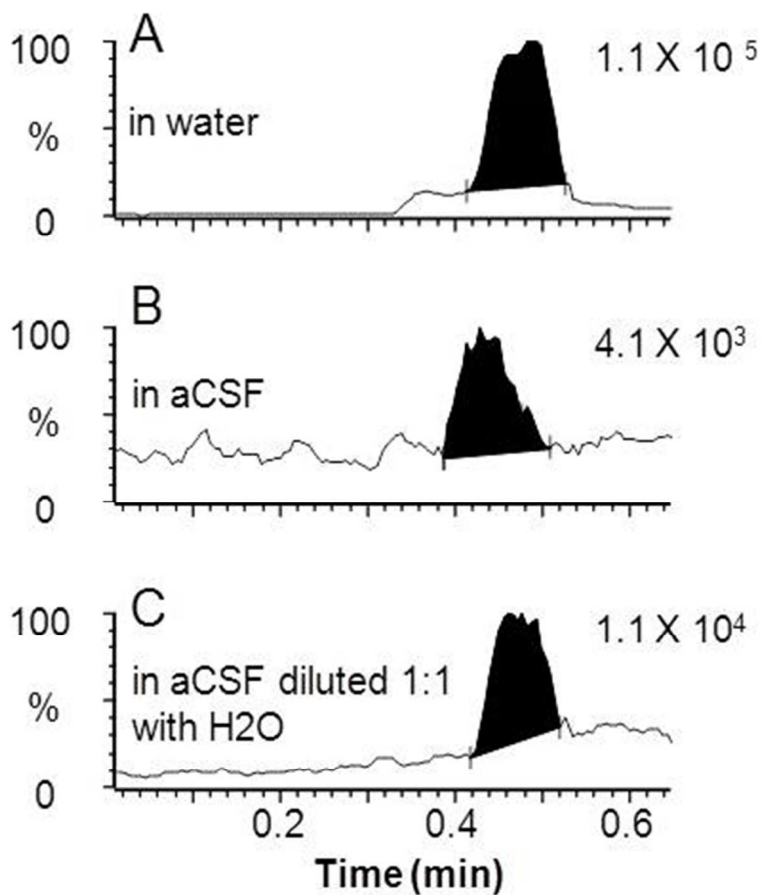 A
100
%
0
in water
1.1 X 10 5
B
100
%
0
in aCSF
4.1 X 10³
C
100
%
0
in aCSF diluted 1:1
with H2O
1.1 X 10⁴
0.2 0.4 0.6
Time (min)